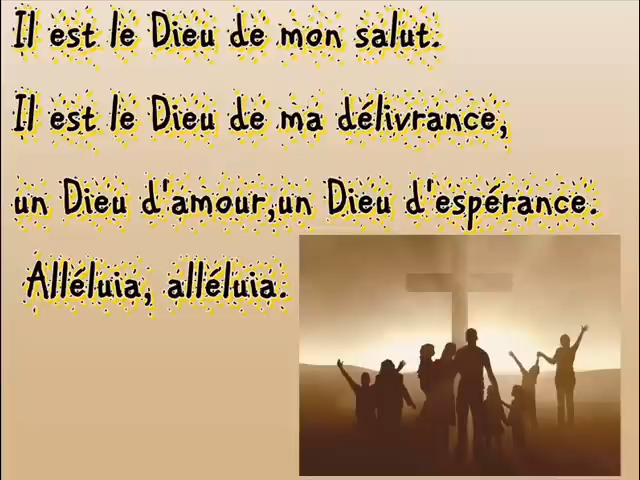 Il est le Dieu de mon salut.
Il est le Dieu de ma délivrance,
un Dieu d'amour,un Dieu d'espérance.
Alléluia, alléluia.